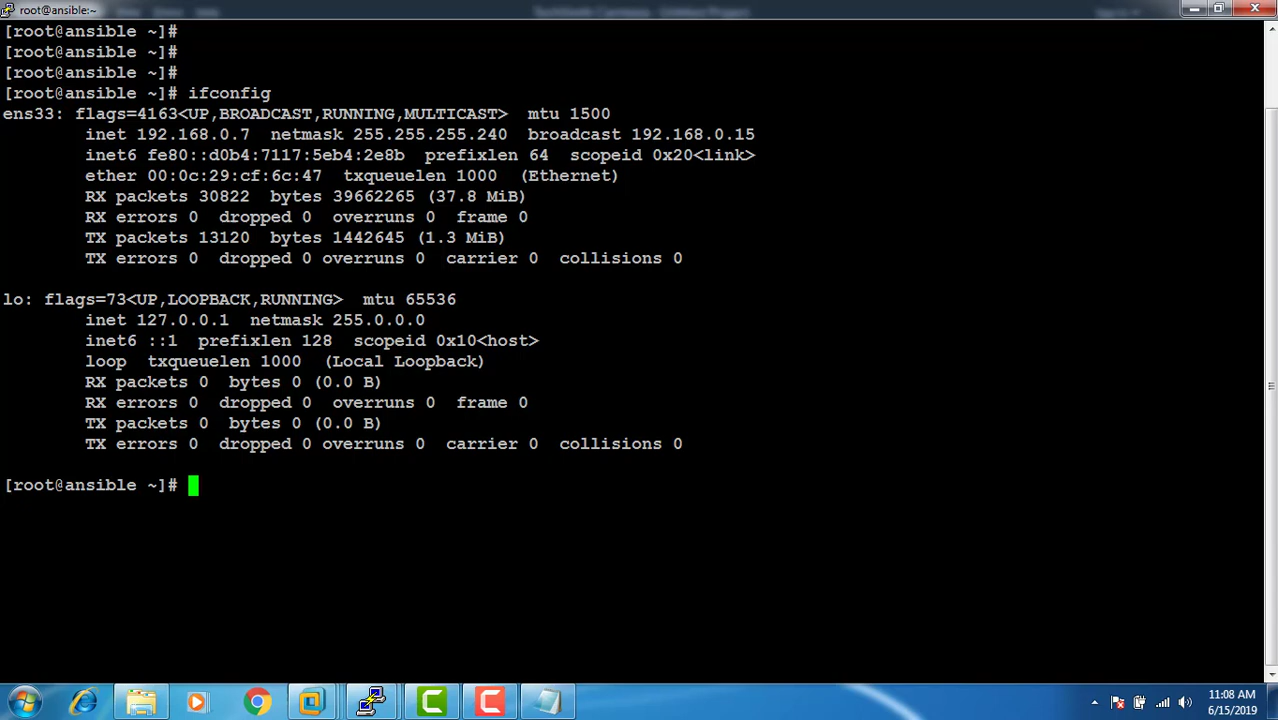 root@ansible:~
[root@ansible ~]#
[root@ansible ~]#
[root@ansible ~]#
[root@ansible ~]# ifconfig
ens33: flags=4163<UP,BROADCAST,RUNNING,MULTICAST>  mtu 1500
        inet 192.168.0.7  netmask 255.255.255.240  broadcast 192.168.0.15
        inet6 fe80::d0b4:7117:5eb4:2e8b  prefixlen 64  scopeid 0x20<link>
        ether 00:0c:29:cf:6c:47  txqueuelen 1000  (Ethernet)
        RX packets 30822  bytes 39662265 (37.8 MiB)
        RX errors 0  dropped 0  overruns 0  frame 0
        TX packets 13120  bytes 1442645 (1.3 MiB)
        TX errors 0  dropped 0 overruns 0  carrier 0  collisions 0
lo: flags=73<UP,LOOPBACK,RUNNING>  mtu 65536
        inet 127.0.0.1  netmask 255.0.0.0
        inet6 ::1  prefixlen 128  scopeid 0x10<host>
        loop  txqueuelen 1000  (Local Loopback)
        RX packets 0  bytes 0 (0.0 B)
        RX errors 0  dropped 0  overruns 0  frame 0
        TX packets 0  bytes 0 (0.0 B)
        TX errors 0  dropped 0 overruns 0  carrier 0  collisions 0
[root@ansible ~]#
11:08 AM
6/15/2019